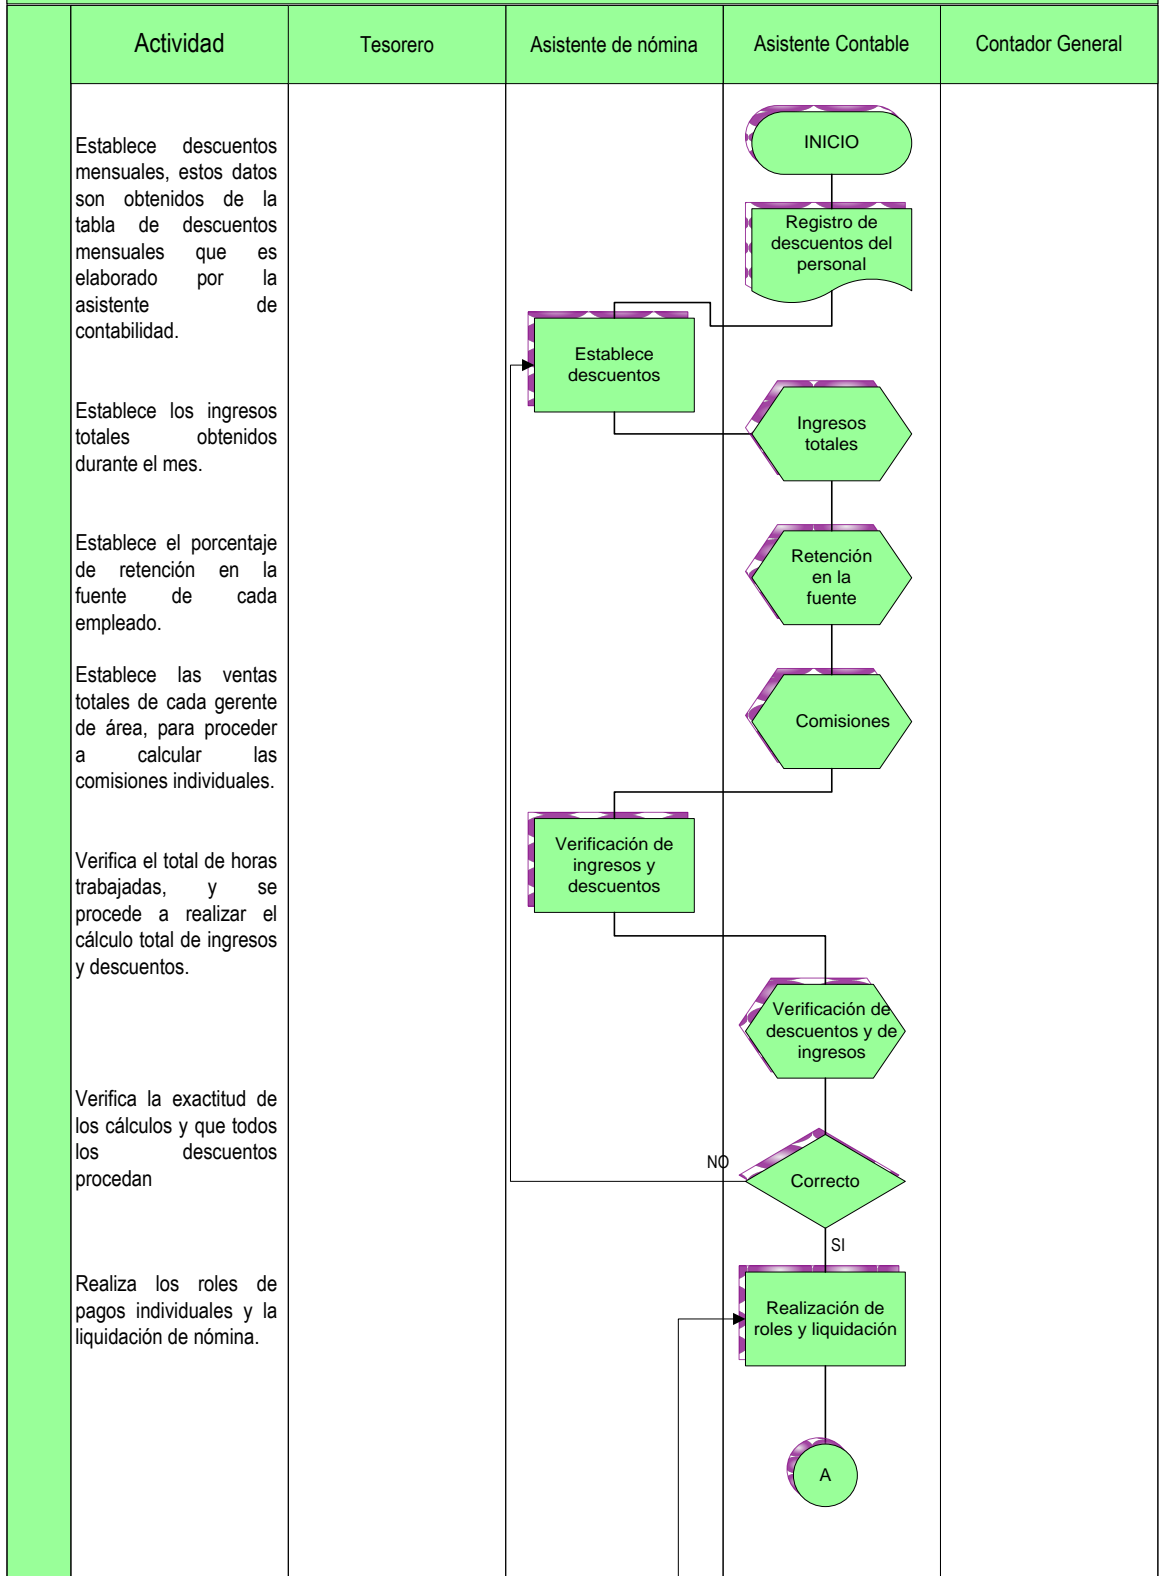 Actividad
Tesorero
Asistente de nómina
Asistente Contable
Contador General
Establece descuentos
mensuales, estos datos
son obtenidos de la
tabla de descuentos
mensuales que es
elaborado por la
asistente de
contabilidad.
Establece los ingresos
totales obtenidos
durante el mes.
Establece el porcentaje
de retención en la
fuente de cada
empleado.
Establece las ventas
totales de cada gerente
de área, para proceder
a calcular las
comisiones individuales.
Verifica el total de horas
trabajadas, y se
procede a realizar el
cálculo total de ingresos
y descuentos.
Verifica la exactitud de
los cálculos y que todos
los descuentos
procedan
Realiza los roles de
pagos individuales y la
liquidación de nómina.
INICIO
Registro de
descuentos del
personal
Establece
descuentos
Ingresos
totales
Retención
en la
fuente
Comisiones
Verificación de
ingresos y
descuentos
Verificación de
descuentos y de
ingresos
NO
Correcto
SI
Realización de
roles y liquidación
A